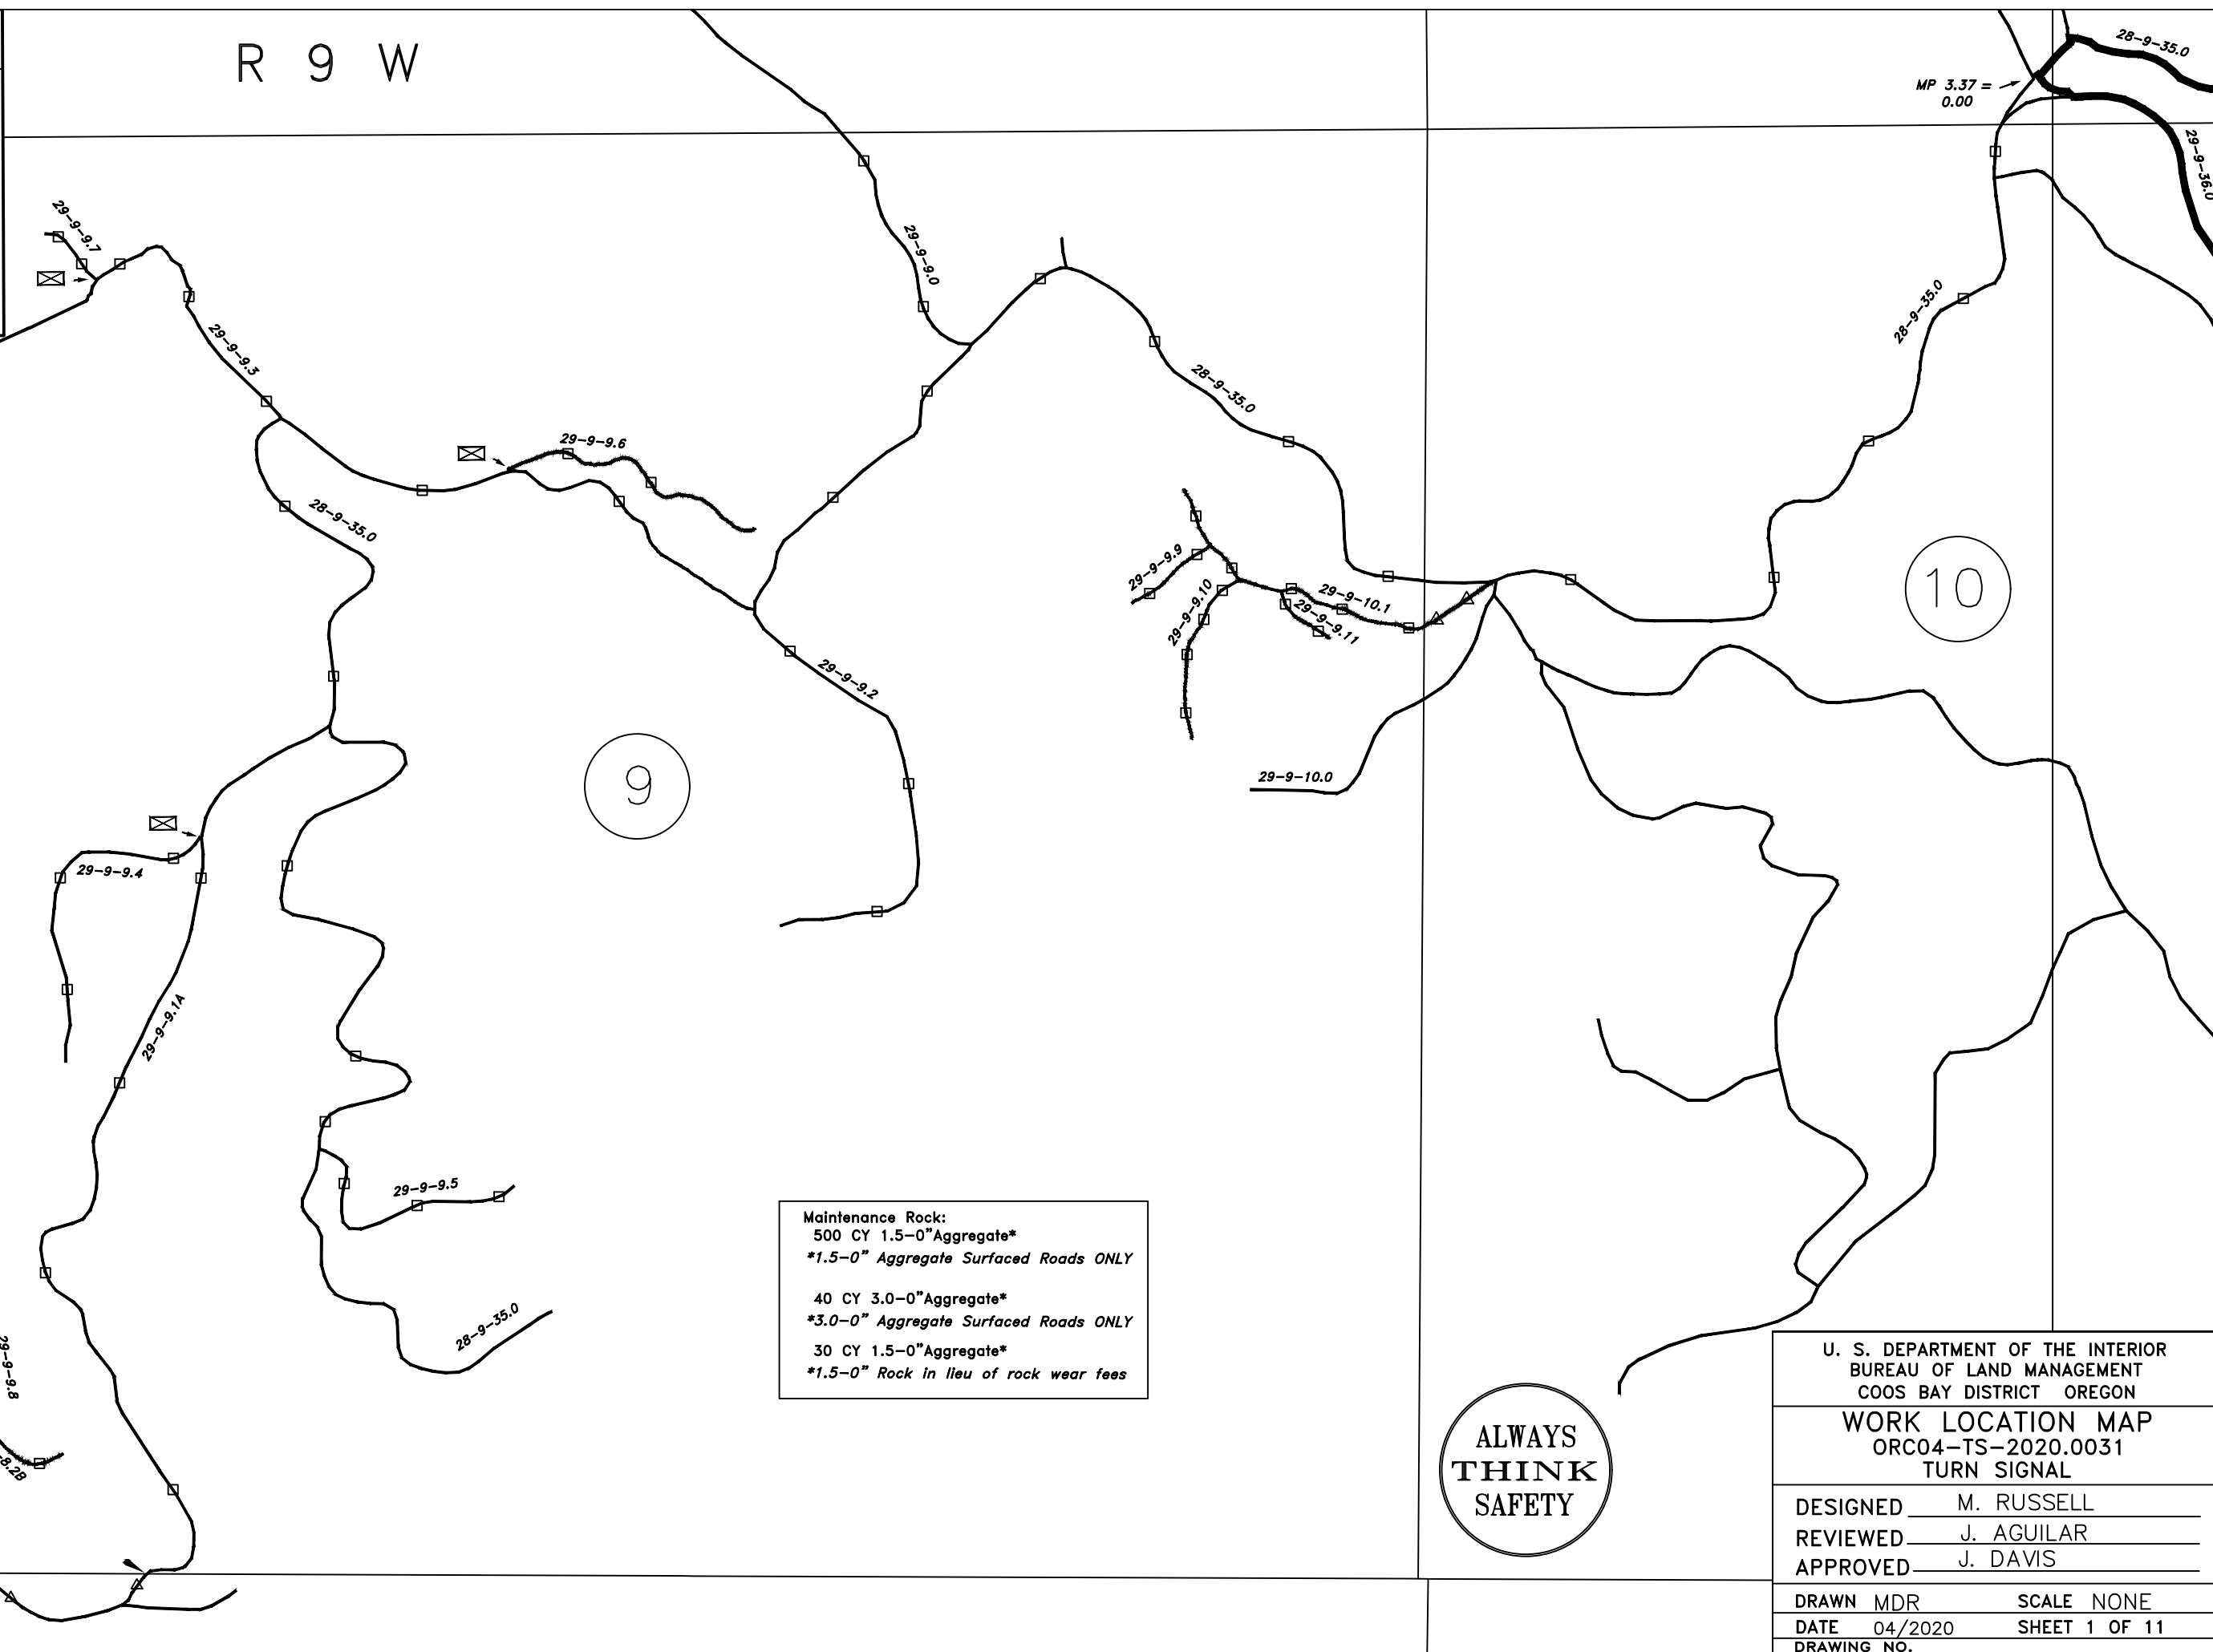 R 9 W
28-9-35.0
MP 3.37 =
0.00
29-9-36.0
29-9-9.7
29-9-9.0
28-9-35.0
29-9-9.3
28-9-35.0
29-9-9.6
28-9-35.0
29-9-9.9
29-9-9.10
29-9-10.1
29-9-9.11
10
29-9-9.2
9
29-9-10.0
29-9-9.4
29-9-9.1A
29-9-9.5
28-9-35.0
29-9-9.8
8.2B
Maintenance Rock:
500 CY 1.5-0"Aggregate*
*1.5-0" Aggregate Surfaced Roads ONLY
40 CY 3.0-0"Aggregate*
*3.0-0" Aggregate Surfaced Roads ONLY
30 CY 1.5-0"Aggregate*
*1.5-0" Rock in lieu of rock wear fees
ALWAYS
THINK
SAFETY
U. S. DEPARTMENT OF THE INTERIOR
BUREAU OF LAND MANAGEMENT
COOS BAY DISTRICT OREGON
WORK LOCATION MAP
ORC04-TS-2020.0031
TURN SIGNAL
DESIGNED M. RUSSELL
REVIEWED J. AGUILAR
APPROVED J. DAVIS
DRAWN MDR SCALE NONE
DATE 04/2020 SHEET 1 OF 11
DRAWING NO.